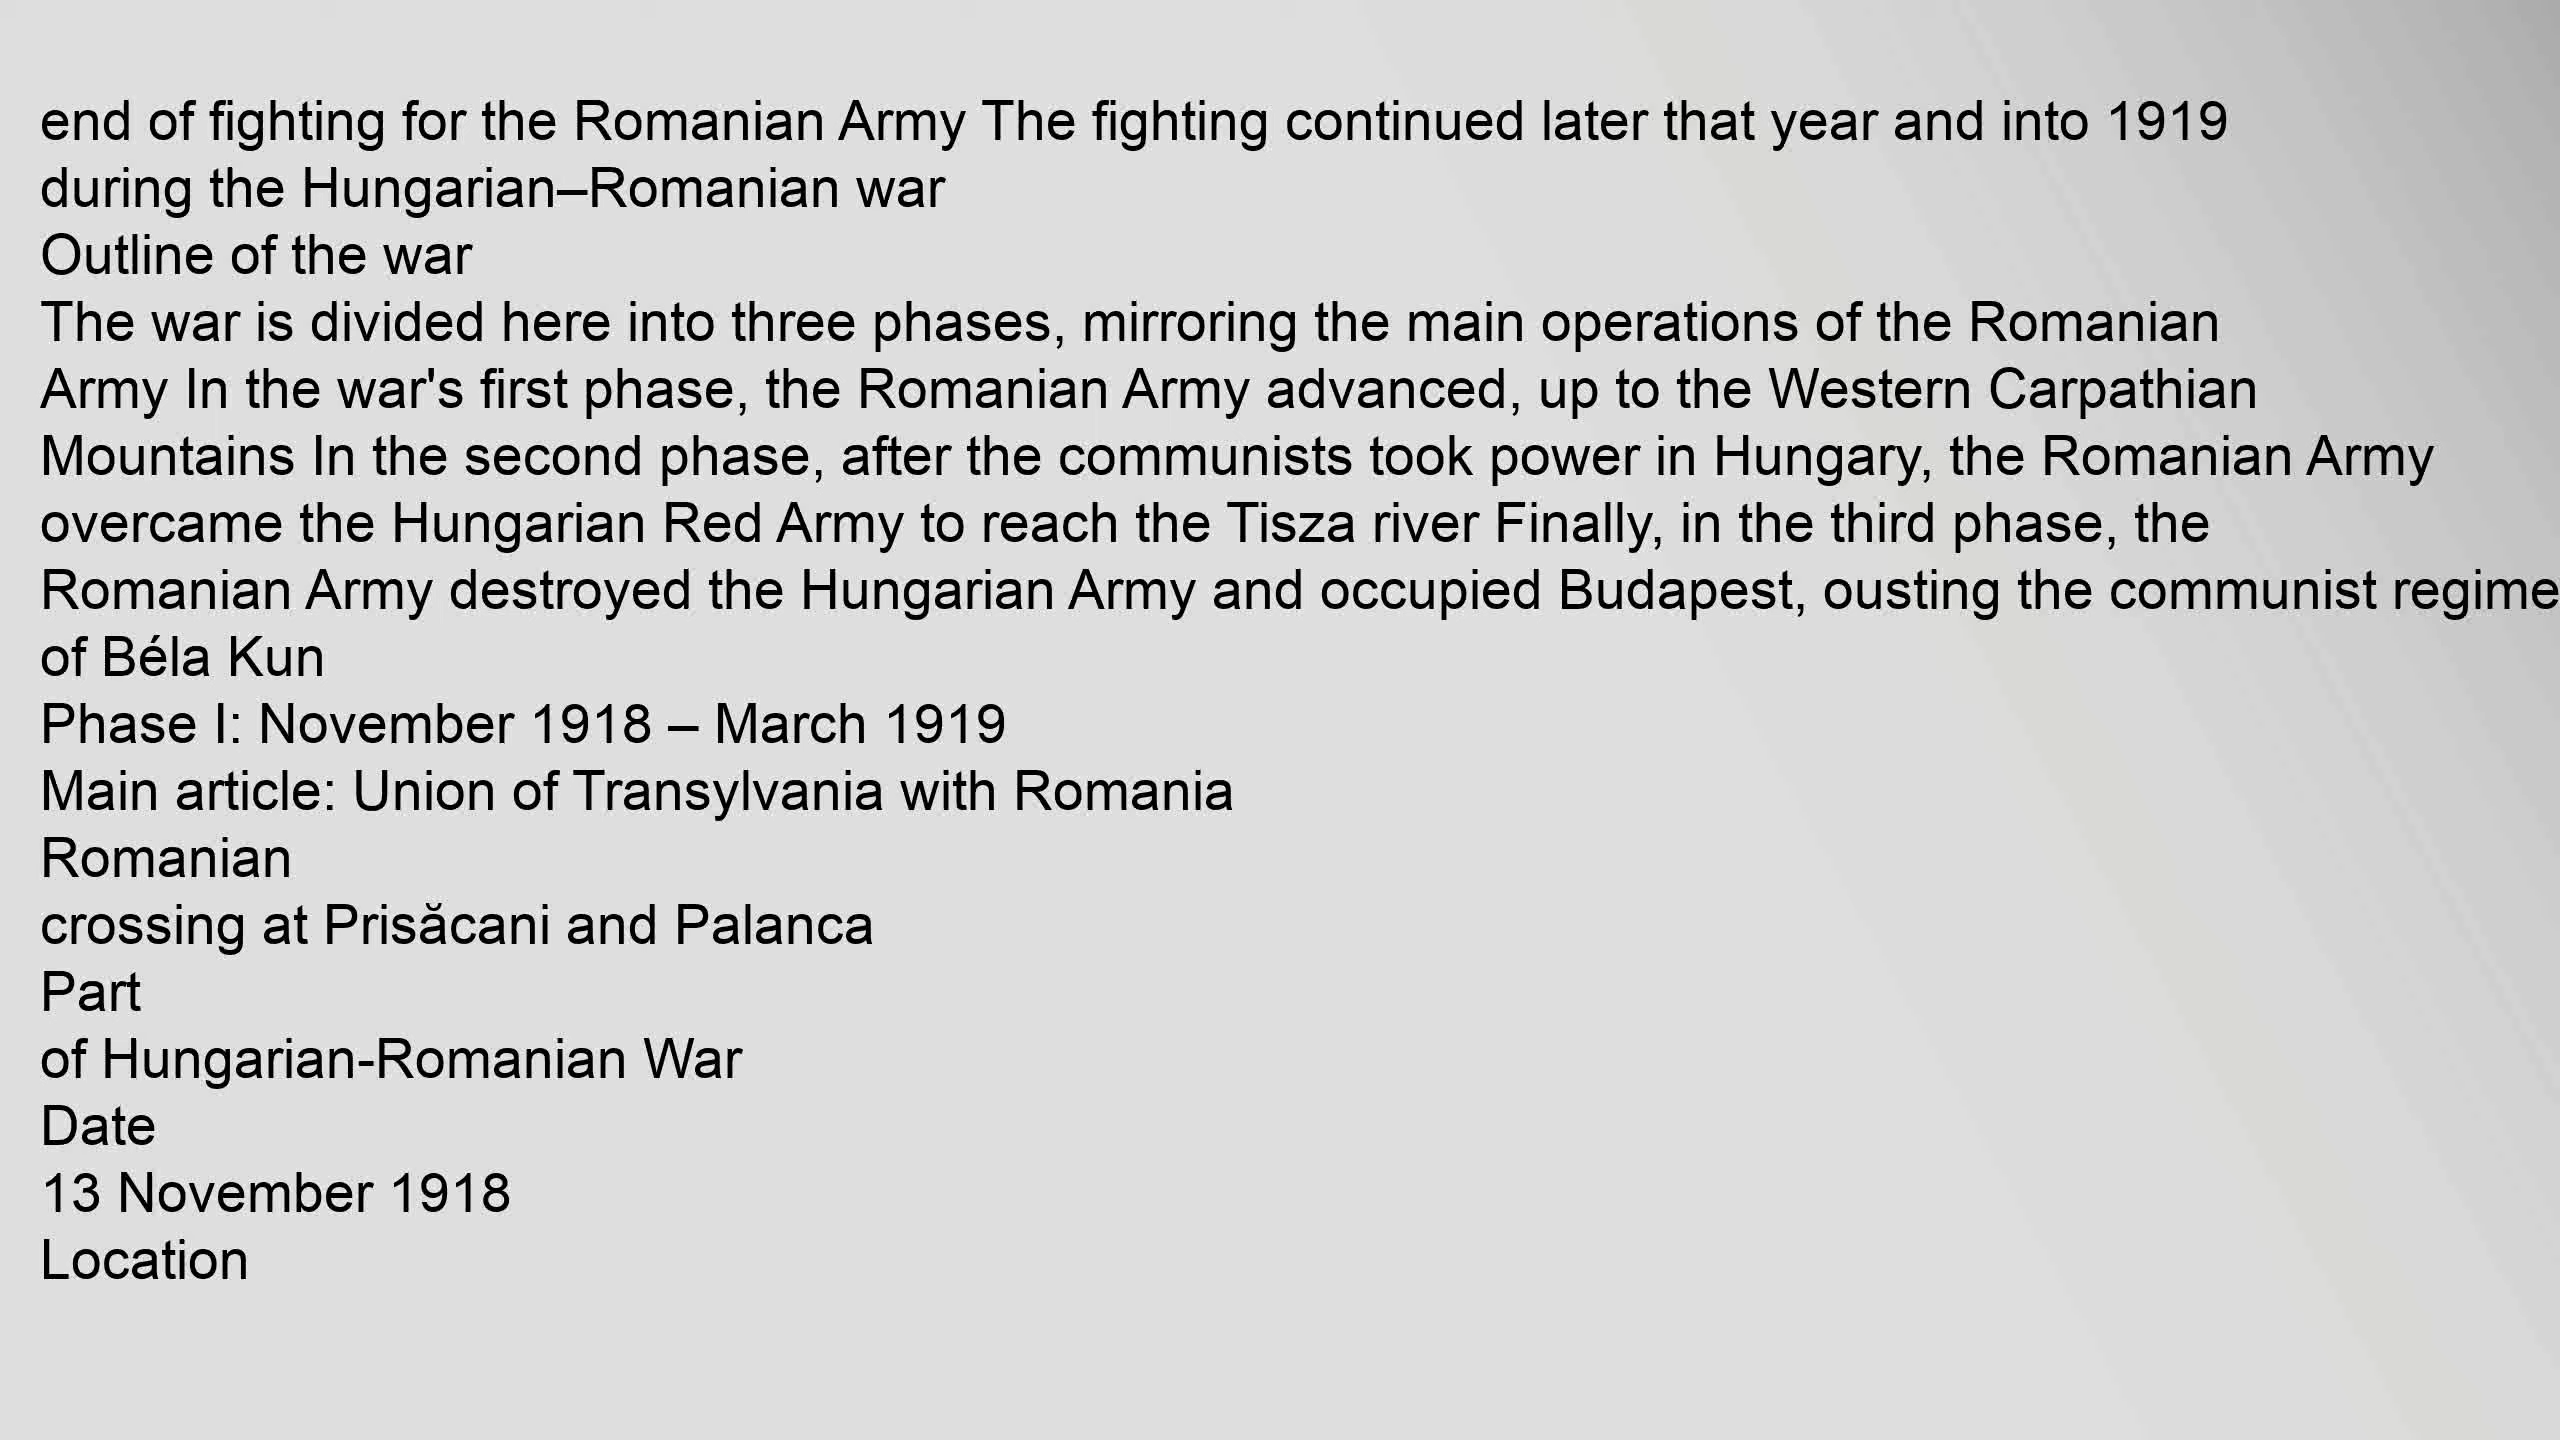 end of fighting for the Romanian Army The fighting continued later that year and into 1919
during the Hungarian–Romanian war
Outline of the war
The war is divided here into three phases, mirroring the main operations of the Romanian
Army In the war's first phase, the Romanian Army advanced, up to the Western Carpathian
Mountains In the second phase, after the communists took power in Hungary, the Romanian Army
overcame the Hungarian Red Army to reach the Tisza river Finally, in the third phase, the
Romanian Army destroyed the Hungarian Army and occupied Budapest, ousting the communist regime
of Béla Kun
Phase I: November 1918 – March 1919
Main article: Union of Transylvania with Romania
Romanian
crossing at Prisăcani and Palanca
Part
of Hungarian-Romanian War
Date
13 November 1918
Location